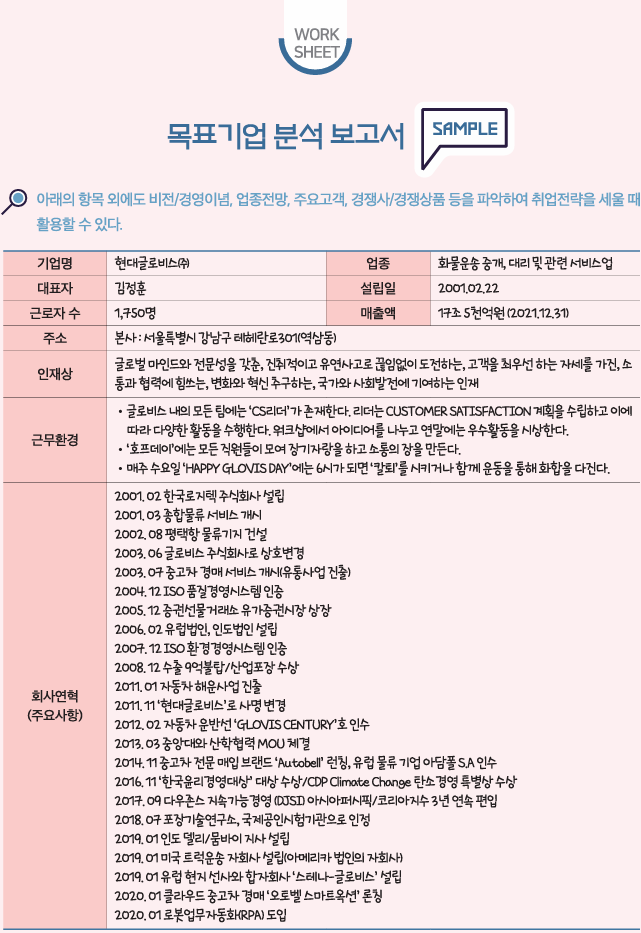 WORK
SHEET
목표기업 분석 보고서
SAMPLE
아래의 항목 외에도 비전/경영이념, 업종전망, 주요고객, 경쟁사/경쟁상품 등을 파악하여 취업전략을 세울 때
활용할 수 있다.
기업명 현대글로비스㈜ 업종 화물운송 중개, 대리 및 관련 서비스업
대표자 김정훈 설립일 2001.02.22
근로자 수 1,750명 매출액 17조 5천억원 (2021.12.31)
주소 본사 : 서울특별시 강남구 테헤란로301(역삼동)
인재상
글로벌 마인드와 전문성을 갖춘, 진취적이고 유연사고로 끊임없이 도전하는, 고객을 최우선 하는 자세를 가진, 소
통과 협력에 힘쓰는, 변화와 혁신 추구하는, 국가와 사회발전에 기여하는 인재
근무환경
• 글로비스 내의 모든 팀에는 ‘CS리더’가 존재한다. 리더는 CUSTOMER SATISFACTION 계획을 수립하고 이에
따라 다양한 활동을 수행한다. 워크샵에서 아이디어를 나누고 연말에는 우수활동을 시상한다.
• ‘호프데이’에는 모든 직원들이 모여 장기자랑을 하고 소통의 장을 만든다.
• 매주 수요일 ‘HAPPY GLOVIS DAY’에는 6시가 되면 ‘칼퇴’를 시키거나 함께 운동을 통해 화합을 다진다.
회사연혁
(주요사항)
2001. 02 한국로지텍 주식회사 설립
2001. 03 종합물류 서비스 개시
2002. 08 평택항 물류기지 건설
2003. 06 글로비스 주식회사로 상호변경
2003. 07 중고차 경매 서비스 개시(유통사업 진출)
2004. 12 ISO 품질경영시스템 인증
2005. 12 증권선물거래소 유가증권시장 상장
2006. 02 유럽법인, 인도법인 설립
2007. 12 ISO 환경경영시스템 인증
2008. 12 수출 9억불탑/산업포장 수상
2011. 01 자동차 해운사업 진출
2011. 11 ‘현대글로비스’로 사명 변경
2012. 02 자동차 운반선 ‘GLOVIS CENTURY’호 인수
2013. 03 중앙대와 산학협력 MOU 체결
2014. 11 중고차 전문 매입 브랜드 ‘Autobell’ 런칭, 유럽 물류 기업 아담폴 S.A 인수
2016. 11 ‘한국윤리경영대상’ 대상 수상/CDP Climate Change 탄소경영 특별상 수상
2017. 09 다우존스 지속가능경영 (DJSI) 아시아퍼시픽/코리아지수 3년 연속 편입
2018. 07 포장기술연구소, 국제공인시험기관으로 인정
2019. 01 인도 델리/뭄바이 지사 설립
2019. 01 미국 트럭운송 자회사 설립(아메리카 법인의 자회사)
2019. 01 유럽 현지 선사와 합자회사 ‘스테나-글로비스’ 설립
2020. 01 클라우드 중고차 경매 ‘오토벨 스마트옥션’ 론칭
2020. 01 로봇업무자동화(RPA) 도입